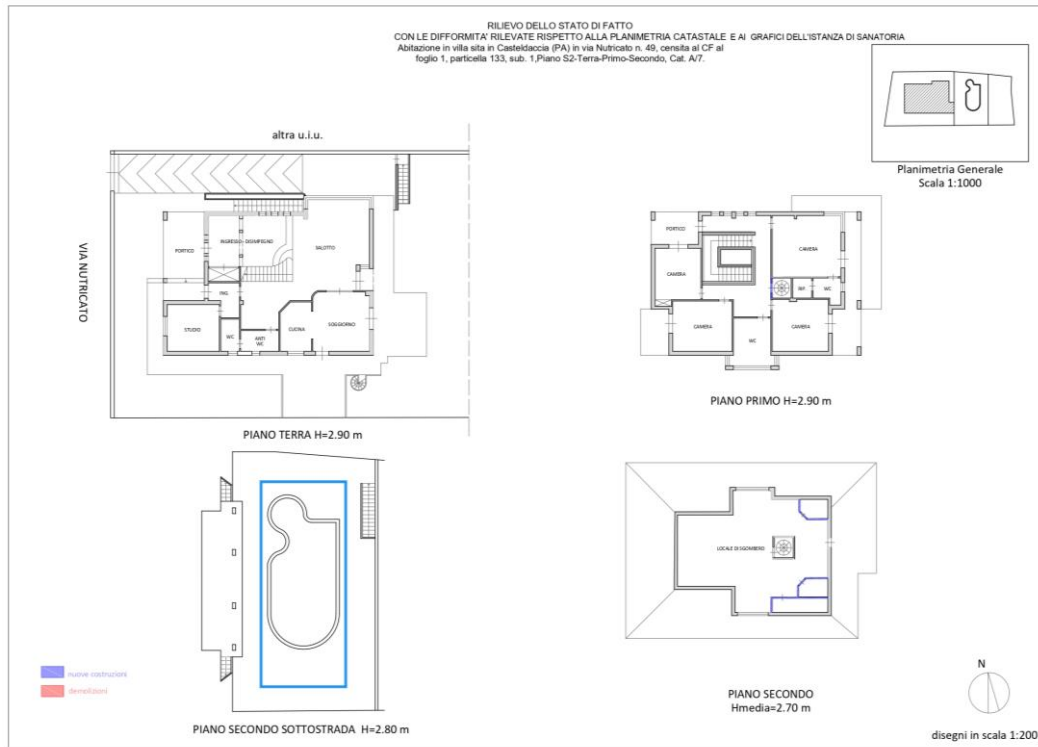 RILIEVO DELLO STATO DI FATTO
CON LE DIFFORMITA' RILEVATE RISPETTO ALLA PLANIMETRIA CATASTALE E AI GRAFICI DELL'ISTANZA DI SANATORIA
Abitazione in villa sita in Casteldaccia (PA) in via Nutricato n. 49, censita al CF al
foglio 1, particella 133, sub. 1,Piano S2-Terra-Primo-Secondo, Cat. A/7.
Planimetria Generale
Scala 1:1000
altra u.i.u.
VIA NUTRICATO
PORTICO
INGRESSO - DISIMPEGNO
SALOTTO
STUDIO
WC
ANTI
WC
CUCINA
SOGGIORNO
PIANO TERRA H=2.90 m
PORTICO
CAMERA
CAMERA
WC
CAMERA
CAMERA
WC
PIANO PRIMO H=2.90 m
LOCALE DI SGOMBERO
nuove costruzioni
demolizioni
PIANO SECONDO SOTTOSTRADA H=2.80 m
PIANO SECONDO
Hmedia=2.70 m
N
disegni in scala 1:200